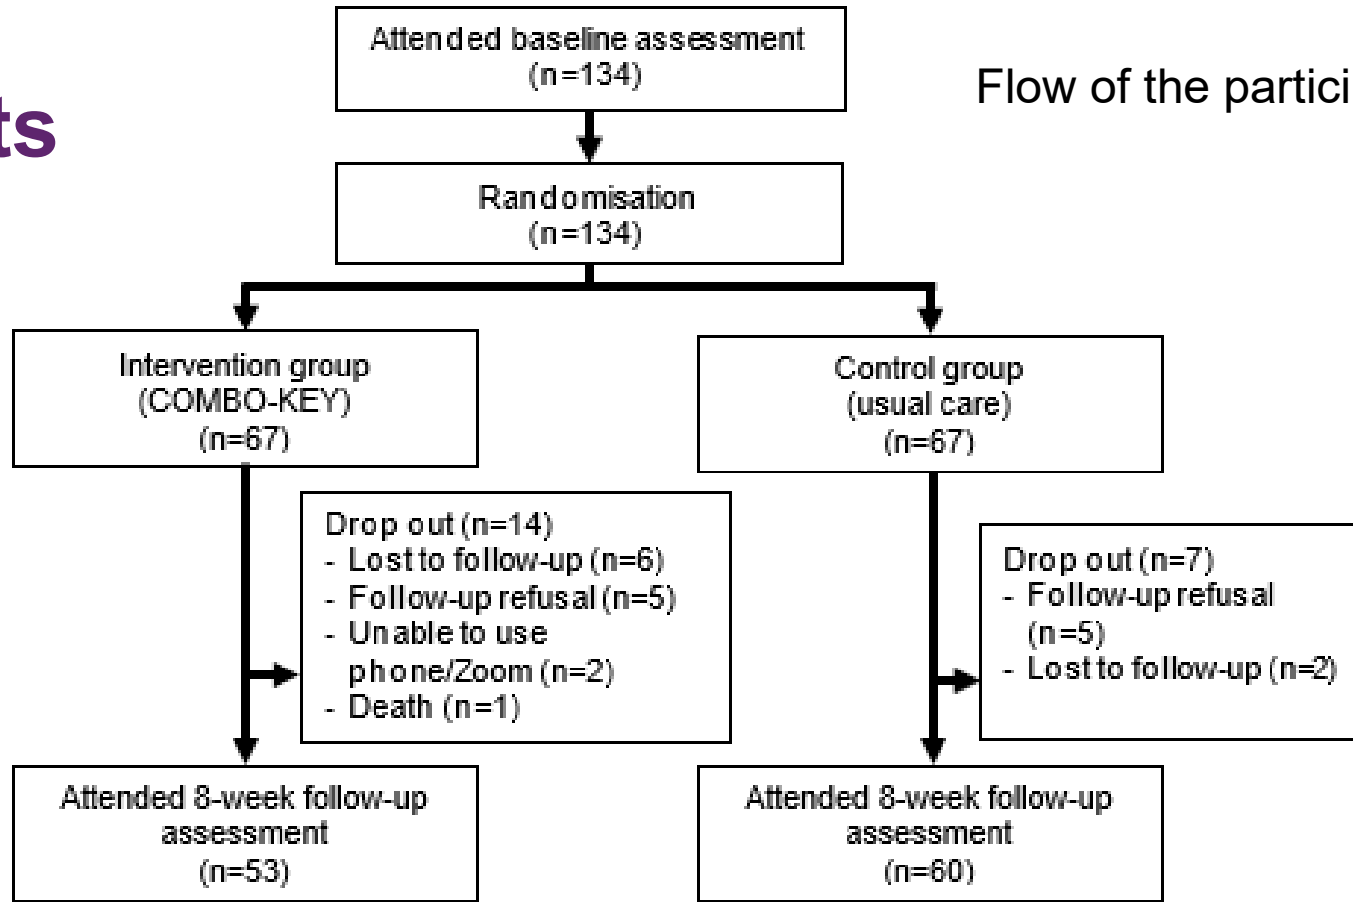 Attended baseline assessment
(n=134)
Flow of the partici
ts
Randomisation
(n=134)
Intervention group
(COMBO-KEY)
(n=67)
Control group
(usual care)
(n=67)
Drop out (n=14)
- Lost to follow-up (n=6)
- Follow-up refusal (n=5)
- Unable to use
phone/Zoom (n=2)
- Death (n=1)
Drop out (n=7)
- Follow-up refusal
(n=5)
- Lost to follow-up (n=2)
Attended 8-week follow-up
assessment
(n=53)
Attended 8-week follow-up
assessment
(n=60)